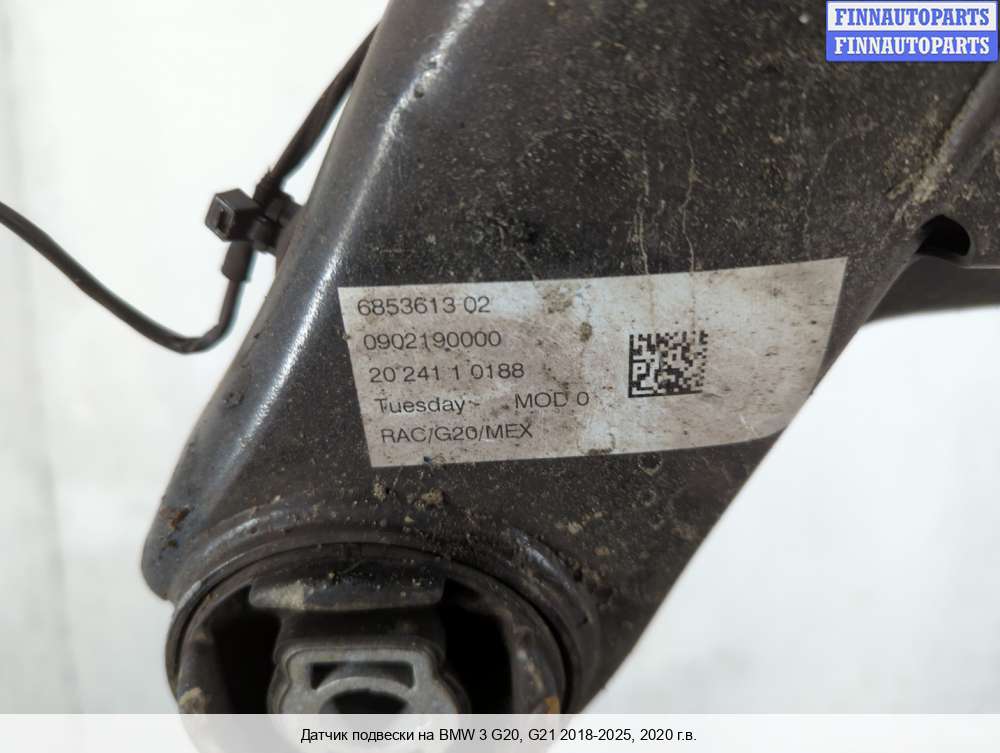 FINNAUTOPARTS
FINNAUTOPARTS
6853613 02
0902190000
20 241 1 0188
Tuesday - MOD 0
RAC/G20/MEX
Датчик подвески на BMW 3 G20, G21 2018-2025, 2020 г.в.